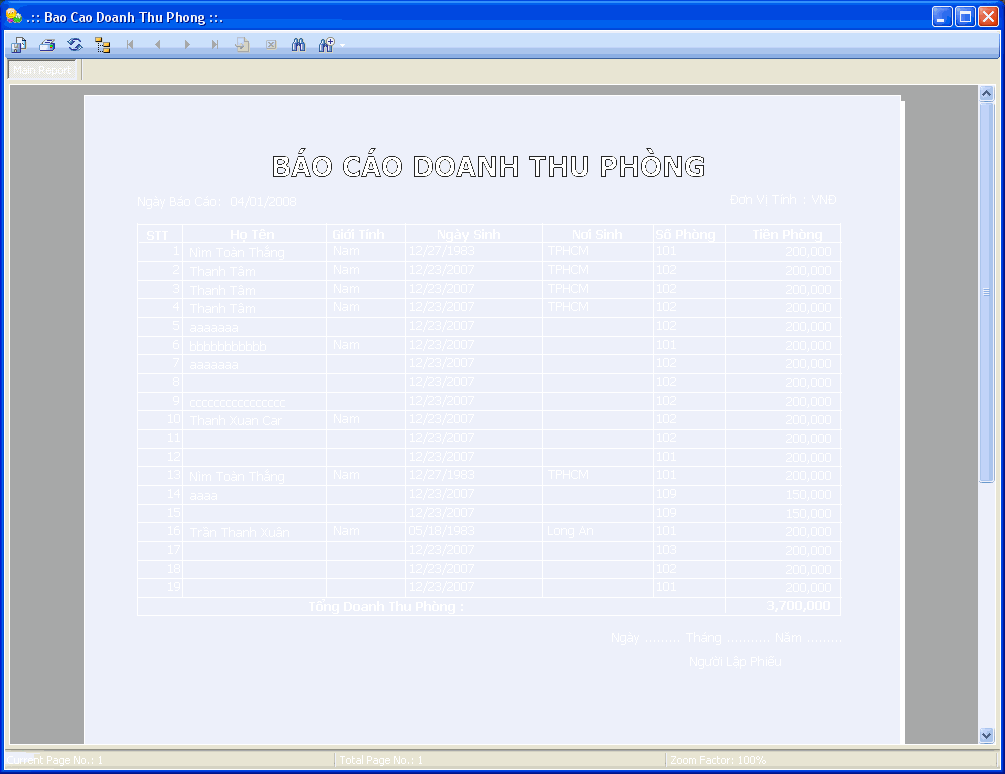 .:: Bao Cao Doanh Thu Phong ::.
Main Report
BÁO CÁO DOANH THU PHÒNG
Ngày Báo Cáo: 04/01/2008 Đơn Vị Tính : VNĐ
STT Họ Tên Giới Tính Ngày Sinh Nơi Sinh Số Phòng Tiền Phòng
1 Nim Toàn Thắng Nam 12/27/1983 TPHCM 101 200,000
2 Thanh Tâm Nam 12/23/2007 TPHCM 102 200,000
3 Thanh Tâm Nam 12/23/2007 TPHCM 102 200,000
4 Thanh Tâm Nam 12/23/2007 TPHCM 102 200,000
5 aaaaaaa 12/23/2007 102 200,000
6 bbbbbbbbbbb Nam 12/23/2007 101 200,000
7 aaaaaaa 12/23/2007 102 200,000
8 12/23/2007 102 200,000
9 cccccccccccccccc 12/23/2007 102 200,000
10 Thanh Xuan Car Nam 12/23/2007 102 200,000
11 12/23/2007 102 200,000
12 12/23/2007 101 200,000
13 Nim Toàn Thắng Nam 12/27/1983 TPHCM 101 200,000
14 aaaa 12/23/2007 109 150,000
15 12/23/2007 109 150,000
16 Trần Thanh Xuân Nam 05/18/1983 Long An 101 200,000
17 12/23/2007 103 200,000
18 12/23/2007 102 200,000
19 12/23/2007 101 200,000
Tổng Doanh Thu Phòng : 3,700,000
Ngày ......... Tháng ........... Năm .........
Người Lập Phiếu
Current Page No.: 1 Total Page No.: 1 Zoom Factor: 100%